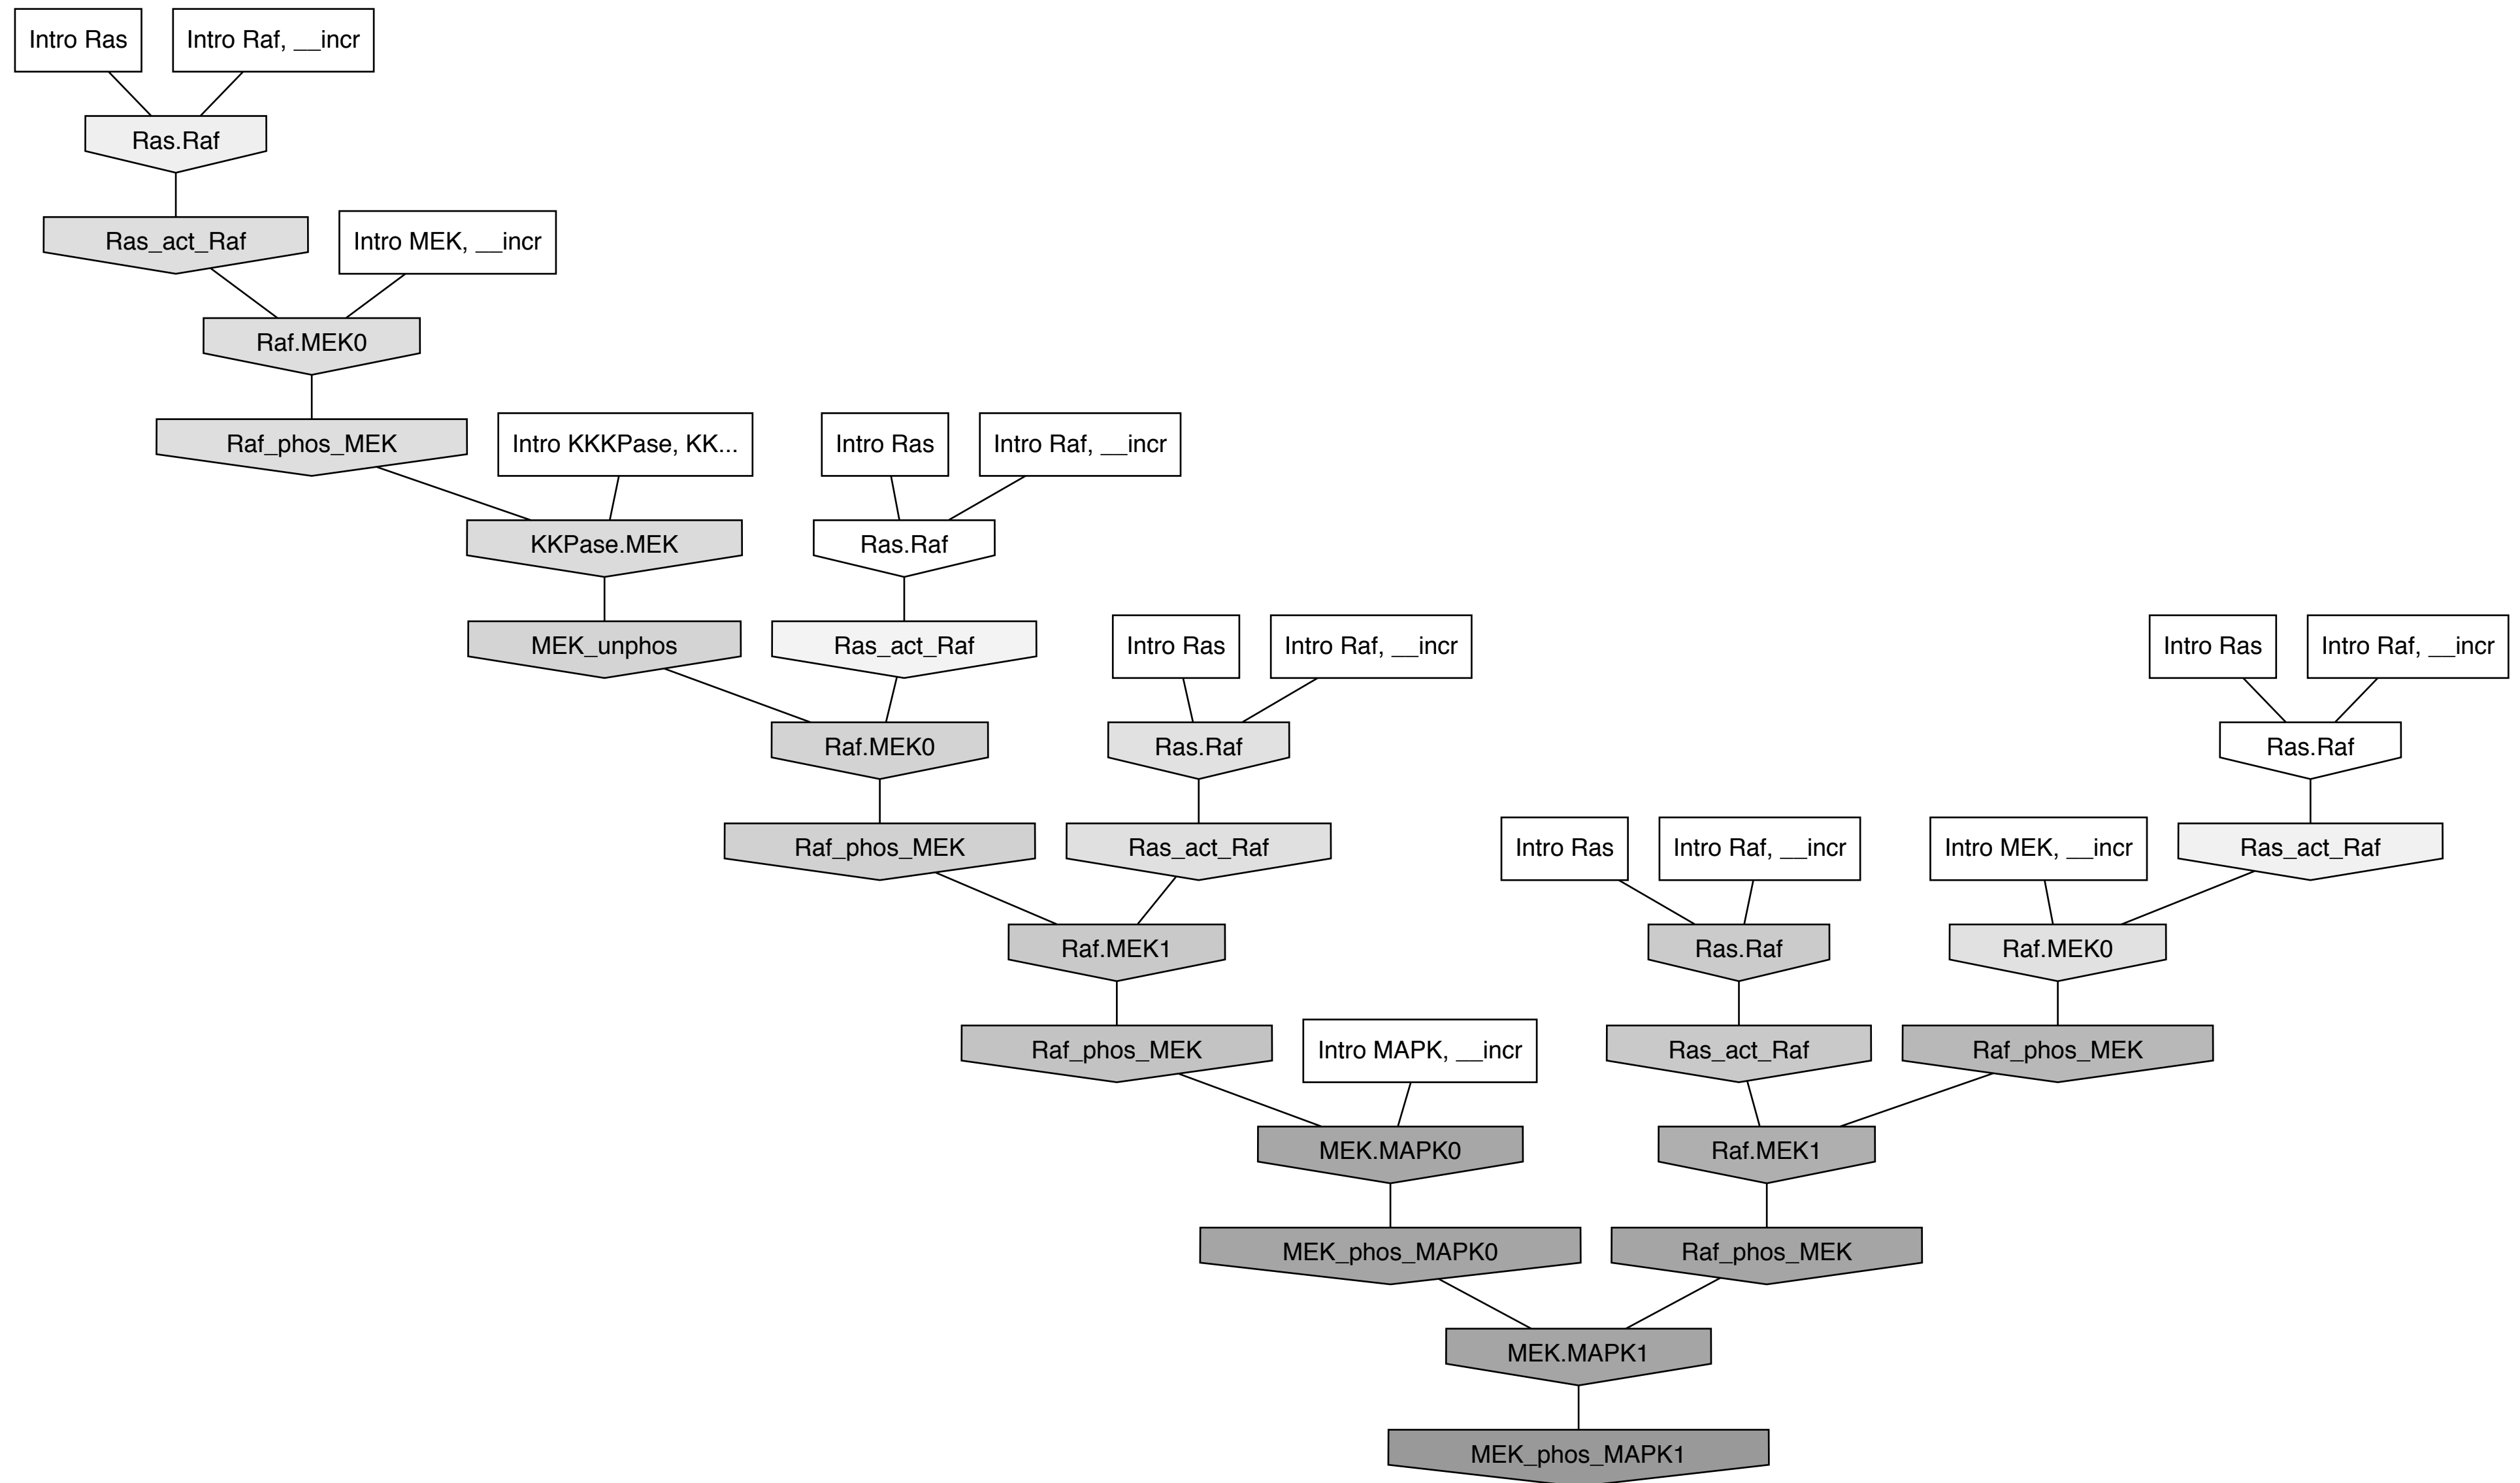 Intro Ras
Intro Raf, __incr
Ras.Raf
Ras_act_Raf
Intro MEK, __incr
Raf.MEK0
Raf_phos_MEK
Intro KKKPase, KK...
Intro Ras
Intro Raf, __incr
KKPase.MEK
Ras.Raf
MEK_unphos
Ras_act_Raf
Intro Ras
Intro Raf, __incr
Intro Ras
Intro Raf, __incr
Raf.MEK0
Ras.Raf
Ras.Raf
Raf_phos_MEK
Ras_act_Raf
Intro Ras
Intro Raf, __incr
Intro MEK, __incr
Ras_act_Raf
Raf.MEK1
Ras.Raf
Raf.MEK0
Raf_phos_MEK
Intro MAPK, __incr
Ras_act_Raf
Raf_phos_MEK
MEK.MAPK0
Raf.MEK1
MEK_phos_MAPK0
Raf_phos_MEK
MEK.MAPK1
MEK_phos_MAPK1